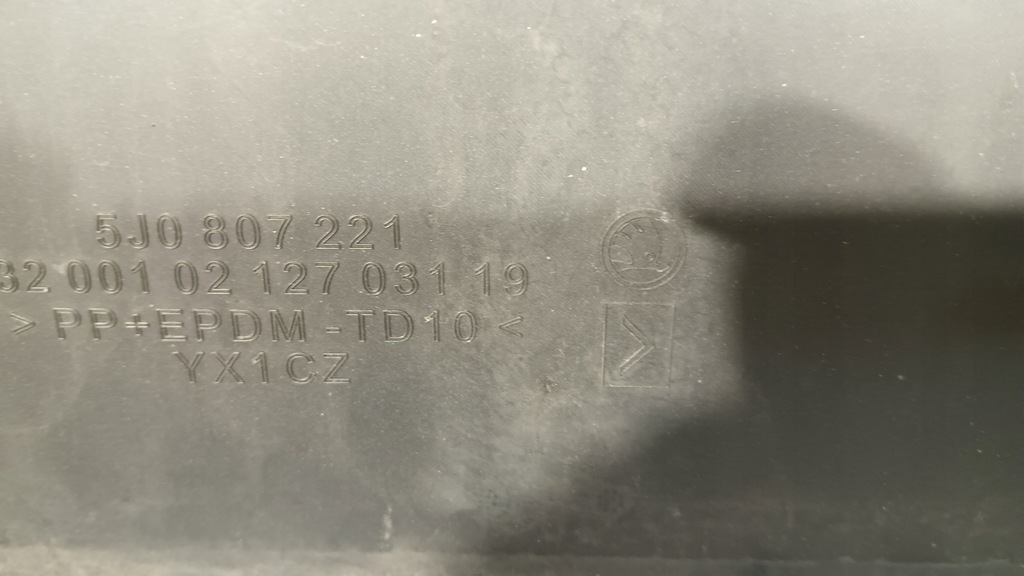 5J0 807 221
32 001 02 127 031 19
> PP+EPDM -TD10 <
YX1CZ